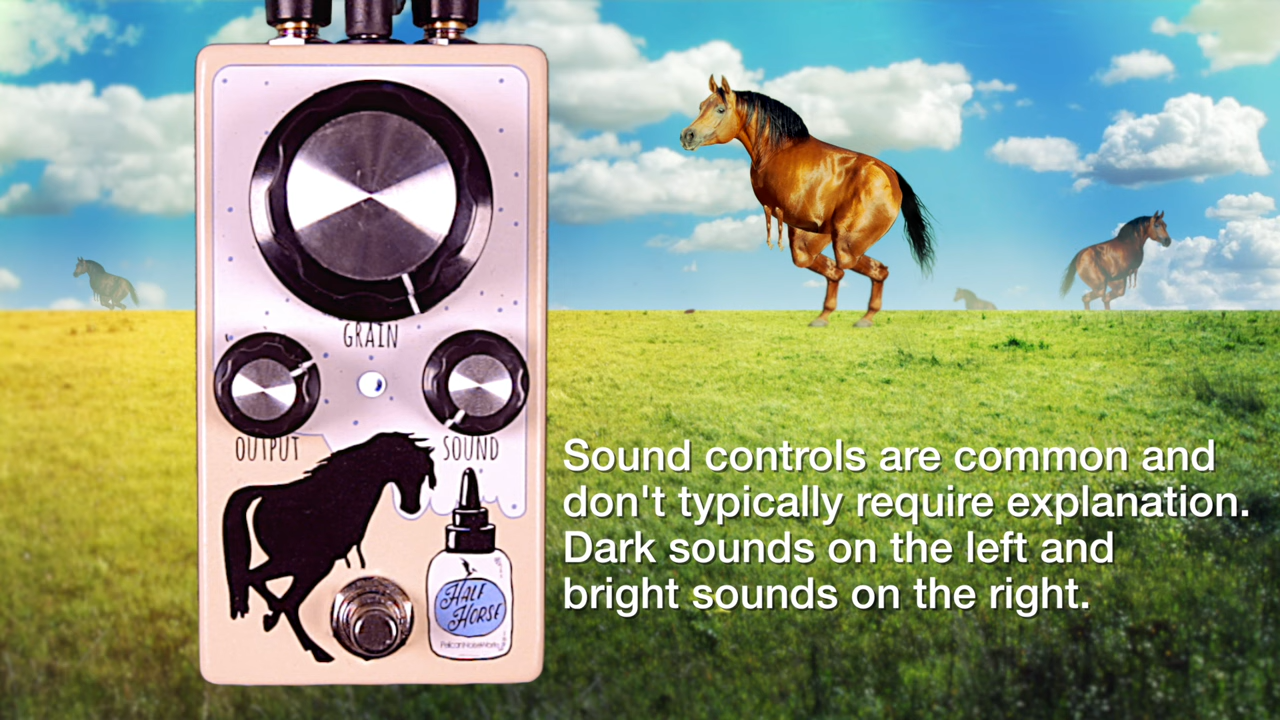 GRAIN
OUTPUT
SOUND
HALF
HORSE
PelicanNoiseWorks
Sound controls are common and
don't typically require explanation.
Dark sounds on the left and
bright sounds on the right.